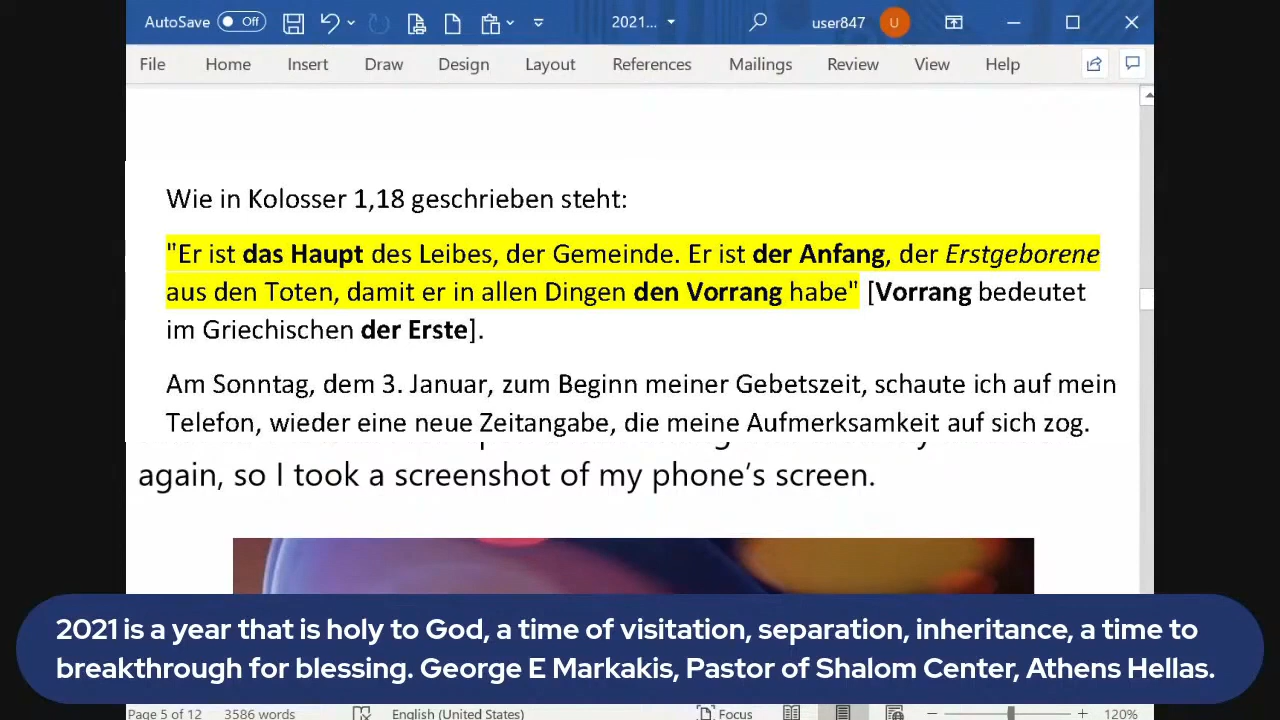 AutoSave Off 2021... user847 U
File Home Insert Draw Design Layout References Mailings Review View Help
Wie in Kolosser 1,18 geschrieben steht:
"Er ist das Haupt des Leibes, der Gemeinde. Er ist der Anfang, der Erstgeborene
aus den Toten, damit er in allen Dingen den Vorrang habe" [Vorrang bedeutet
im Griechischen der Erste].
Am Sonntag, dem 3. Januar, zum Beginn meiner Gebetszeit, schaute ich auf mein
Telefon, wieder eine neue Zeitangabe, die meine Aufmerksamkeit auf sich zog.
again, so I took a screenshot of my phone’s screen.
2021 is a year that is holy to God, a time of visitation, separation, inheritance, a time to
breakthrough for blessing. George E Markakis, Pastor of Shalom Center, Athens Hellas.
Page 5 of 12 3586 words English (United States) Focus 120%